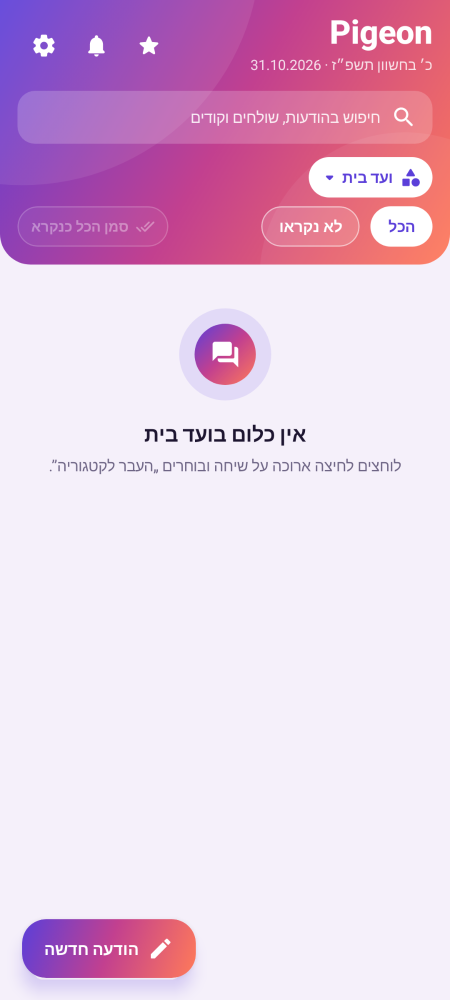 Pigeon
כ׳ בחשוון תשפ״ז · 31.10.2026
חיפוש בהודעות, שולחים וקודים
ועד בית
הכל
לא נקראו
סמן הכל כנקרא
אין כלום בועד בית
לוחצים לחיצה ארוכה על שיחה ובוחרים „העבר לקטגוריה”.
הודעה חדשה